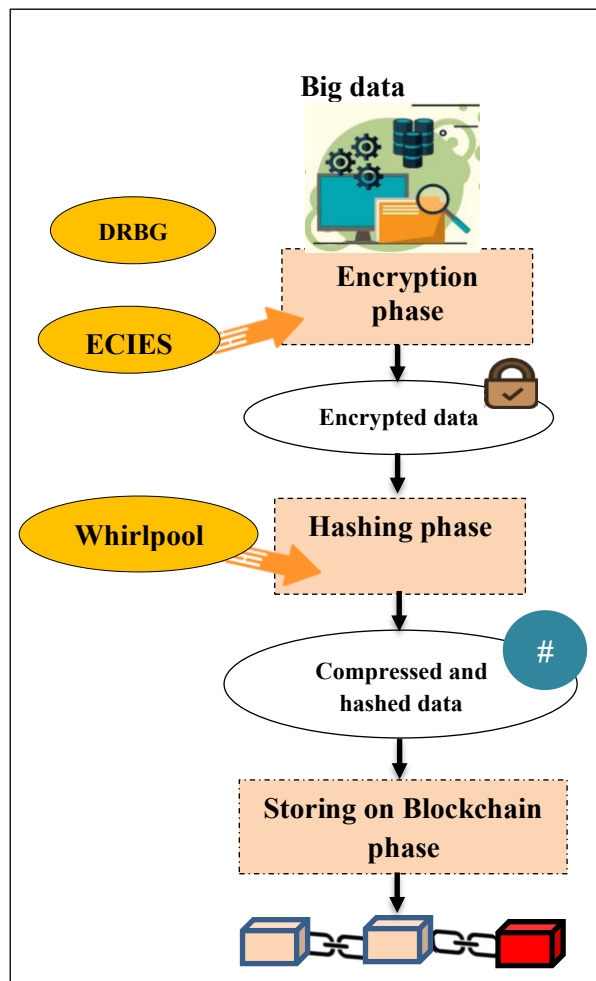 Big data
DRBG
Encryption
phase
ECIES
Encrypted data
Whirlpool
Hashing phase
#
Compressed and
hashed data
Storing on Blockchain
phase